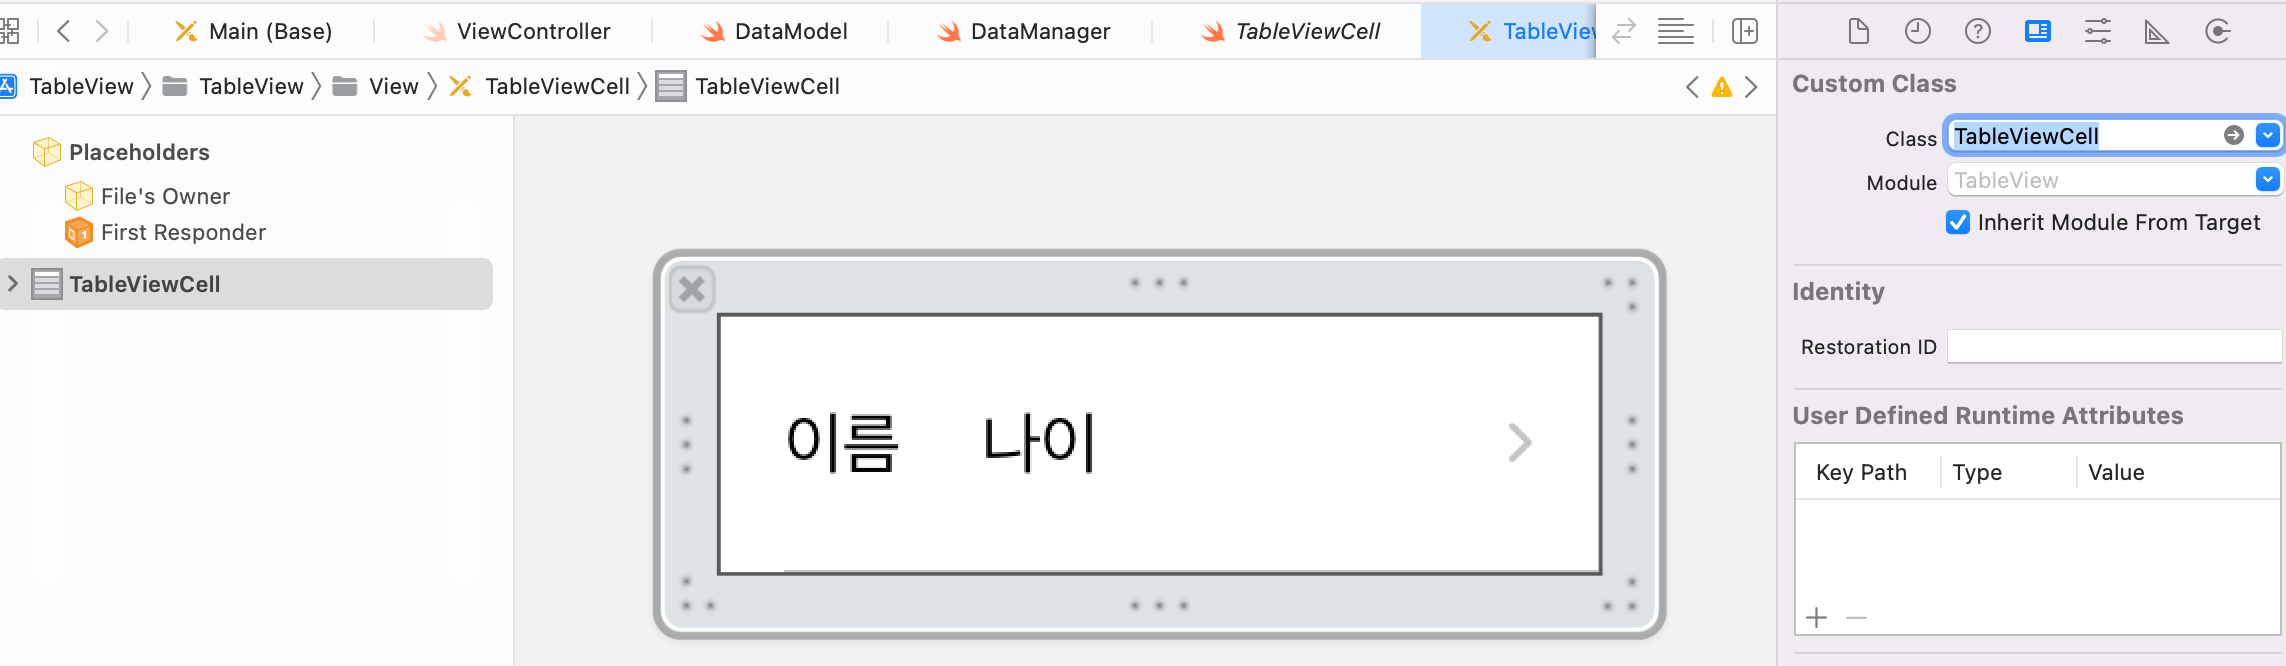 Main (Base) ViewController DataModel DataManager TableViewCell TableView
TableView TableView View TableViewCell TableViewCell
Placeholders
File's Owner
First Responder
TableViewCell
이름 나이
Custom Class
Class TableViewCell
Module TableView
Inherit Module From Target
Identity
Restoration ID
User Defined Runtime Attributes
Key Path Type Value